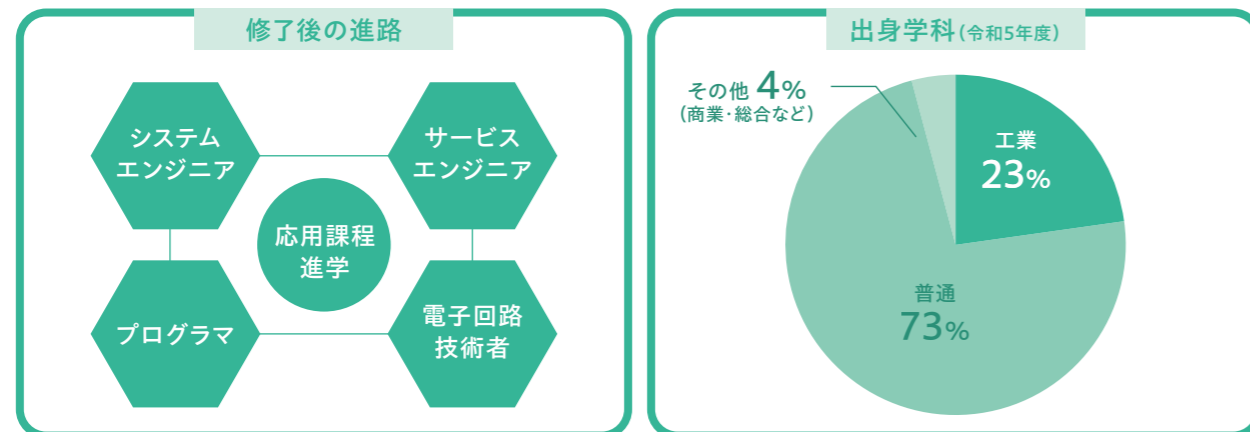 修了後の進路
システム
エンジニア
サービス
エンジニア
応用課程
進学
プログラマ
電子回路
技術者
出身学科(令和5年度)
その他 4%
(商業・総合など)
工業
23%
普通
73%